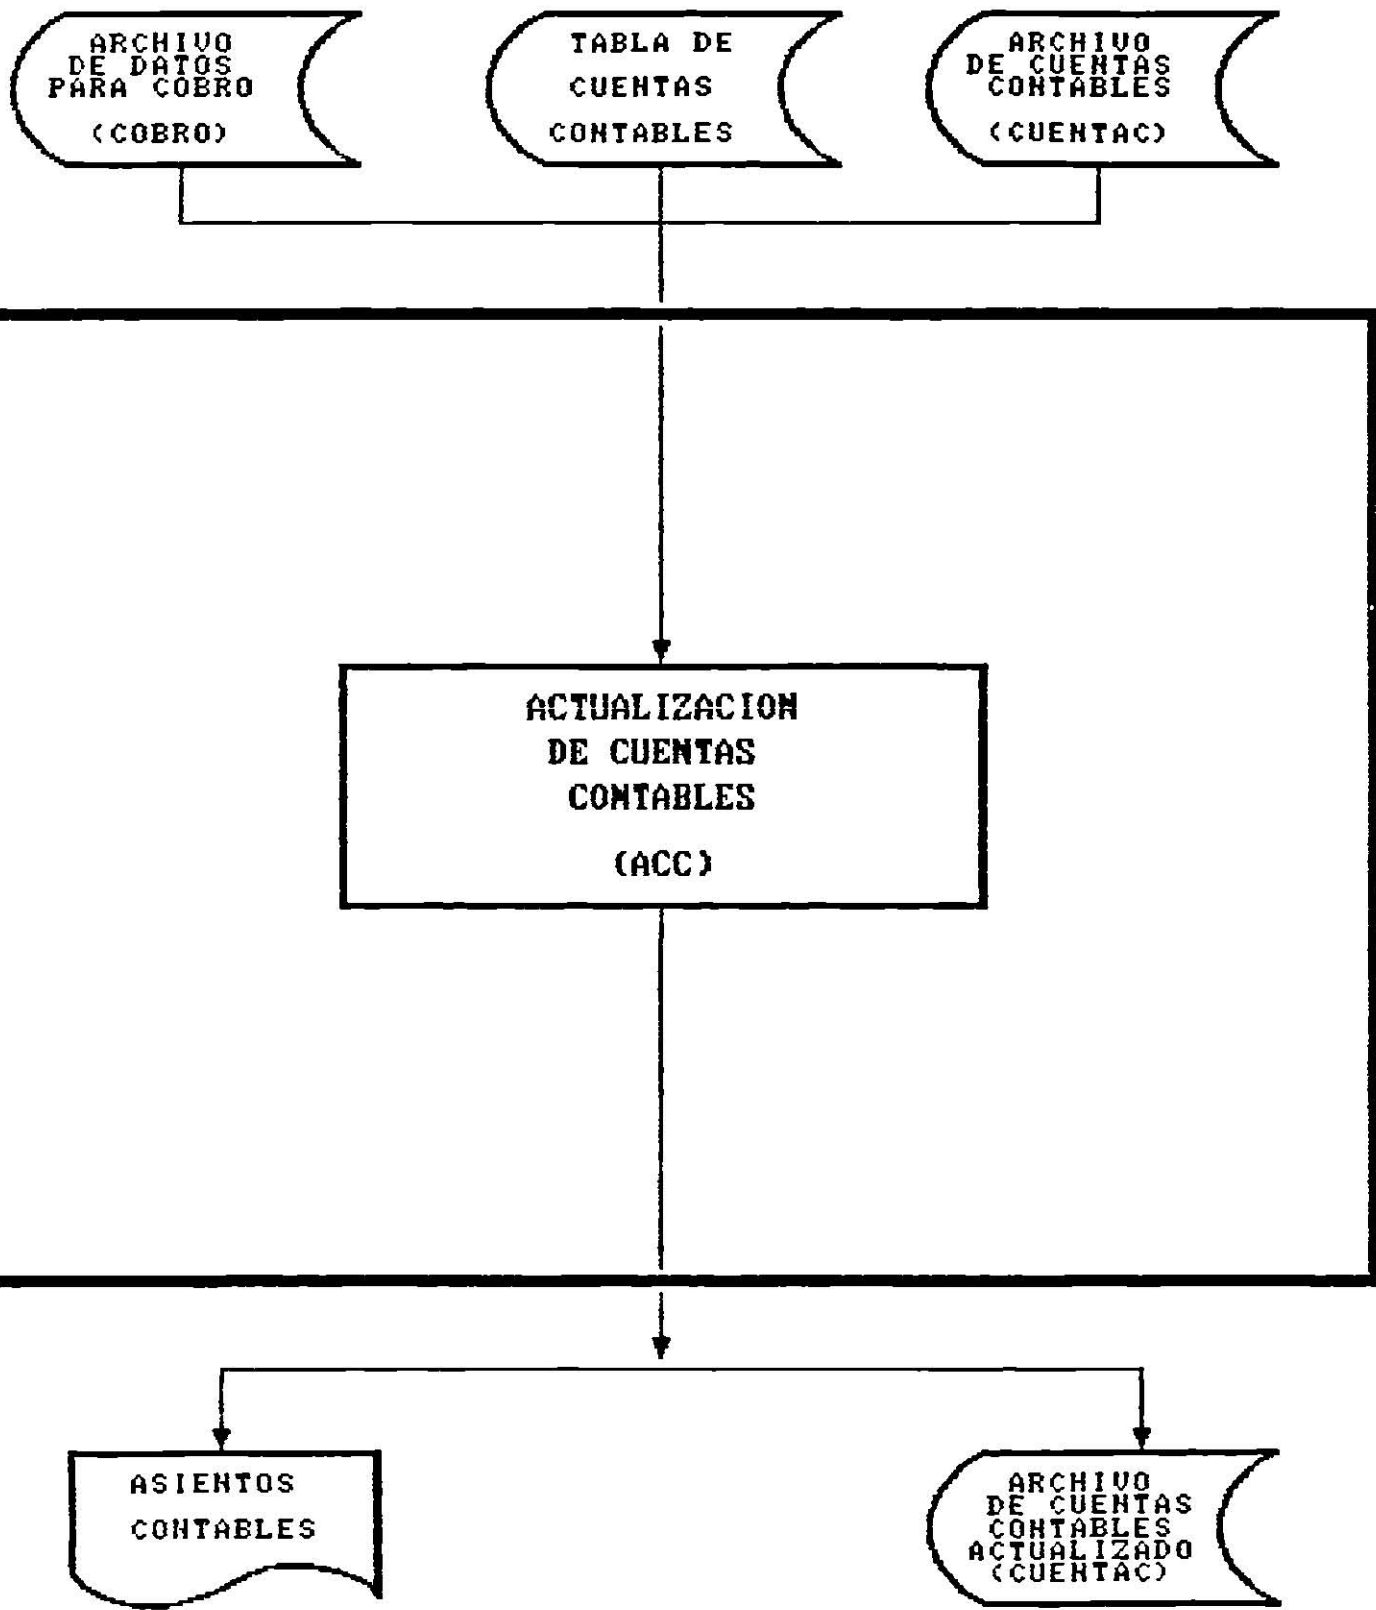 ARCHIVO
DE DATOS
PARA COBRO
(COBRO)
TABLA DE
CUENTAS
CONTABLES
ARCHIVO
DE CUENTAS
CONTABLES
(CUENTAC)
ACTUALIZACION
DE CUENTAS
CONTABLES
(ACC)
ASIENTOS
CONTABLES
ARCHIVO
DE CUENTAS
CONTABLES
ACTUALIZADO
(CUENTAC)